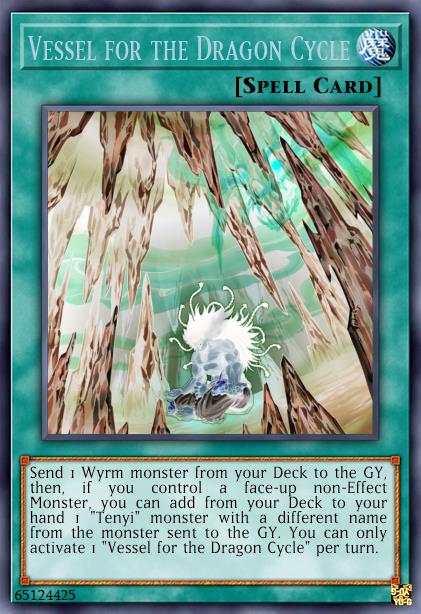 VESSEL FOR THE DRAGON CYCLE 魔
[SPELL CARD]
Send 1 Wyrm monster from your Deck to the GY,
then, if you control a face-up non-Effect
Monster, you can add from your Deck to your
hand 1 "Tenyi" monster with a different name
from the monster sent to the GY. You can only
activate 1 "Vessel for the Dragon Cycle" per turn.
65124425